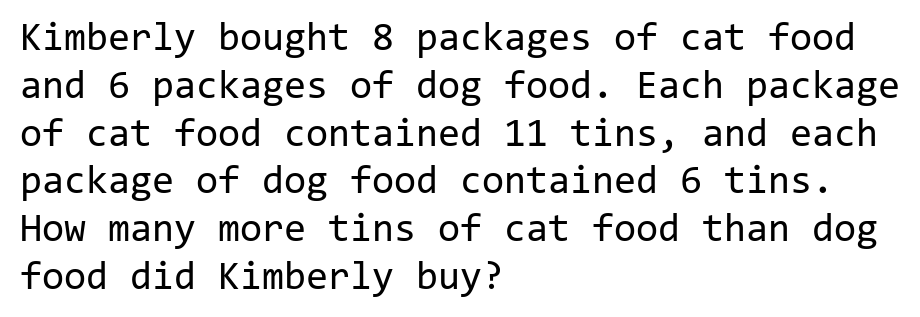 Kimberly bought 8 packages of cat food
and 6 packages of dog food. Each package
of cat food contained 11 tins, and each
package of dog food contained 6 tins.
How many more tins of cat food than dog
food did Kimberly buy?